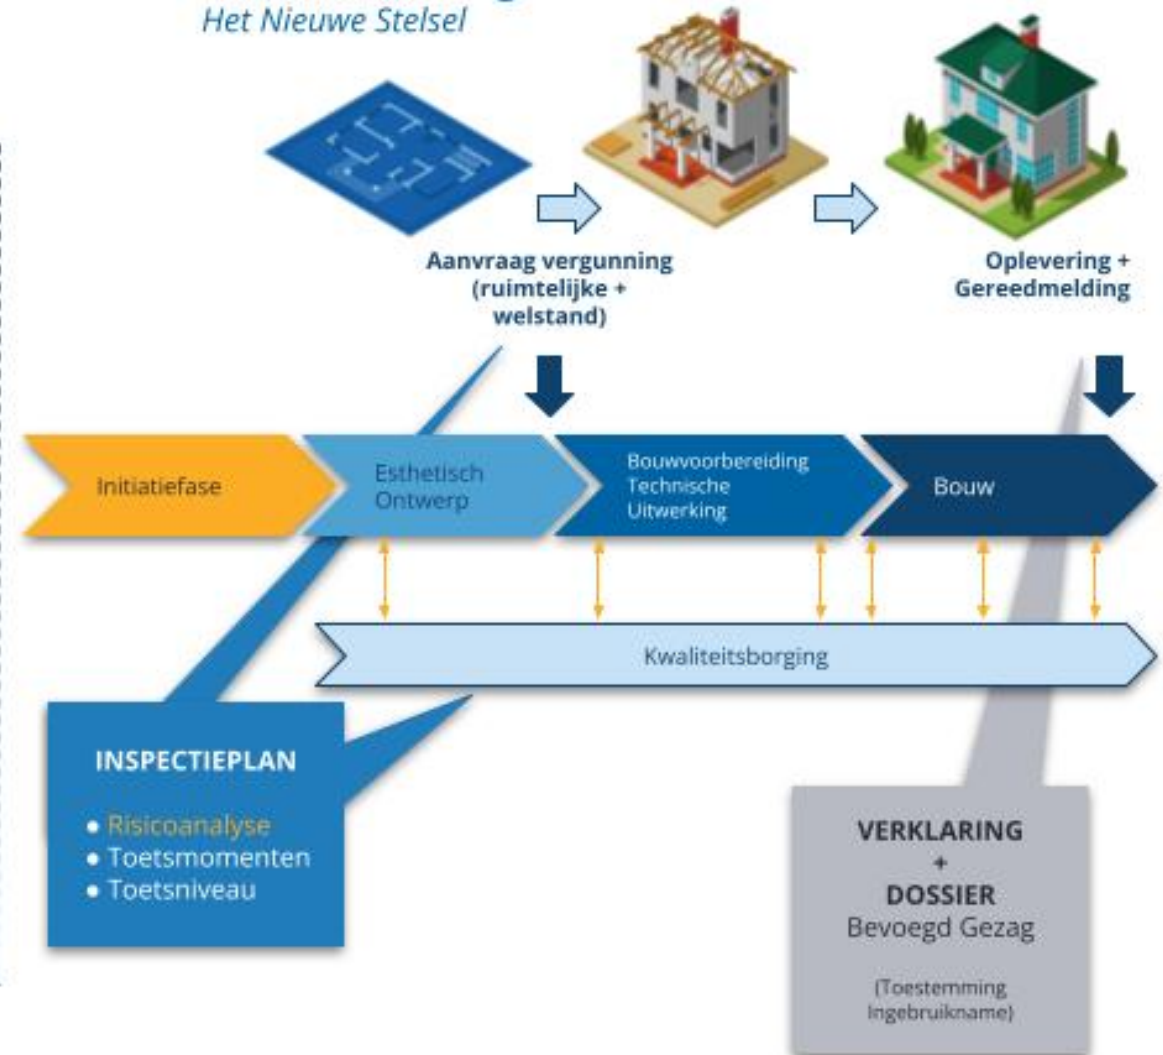 Het Nieuwe Stelsel
Aanvraag vergunning
(ruimtelijke +
welstand)
Oplevering +
Gereedmelding
Initiatiefase
Esthetisch
Ontwerp
Bouwvoorbereiding
Technische
Uitwerking
Bouw
Kwaliteitsborging
INSPECTIEPLAN
● Risicoanalyse
● Toetsmomenten
● Toetsniveau
VERKLARING
+
DOSSIER
Bevoegd Gezag
(Toestemming
Ingebruikname)